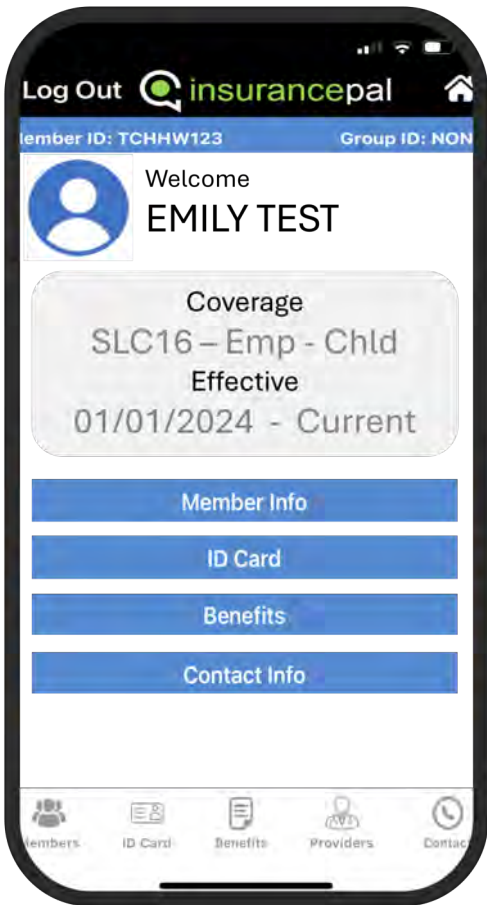 Log Out insurancepal
ember ID: TCHHW123 Group ID: NON
Welcome
EMILY TEST
Coverage
SLC16 – Emp - Chld
Effective
01/01/2024 - Current
Member Info
ID Card
Benefits
Contact Info
embers ID Card Benefits Providers Contac